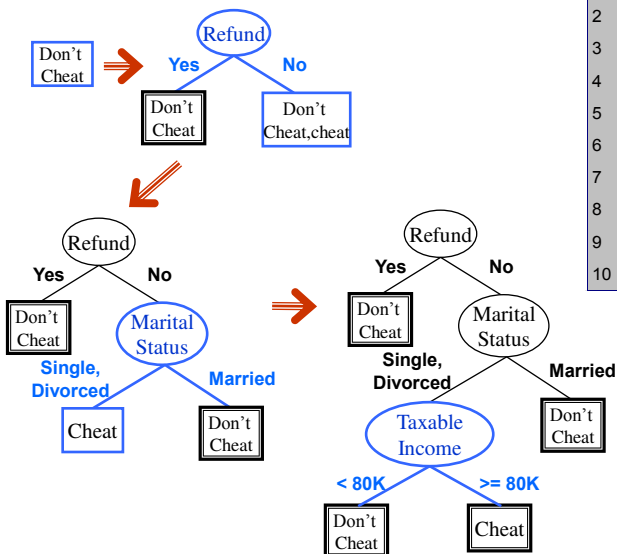 Refund
Don't
Cheat
Yes
No
Don't
Cheat
Don't
Cheat,cheat
2
3
4
5
6
7
8
9
10
Refund
Yes
No
Don't
Cheat
Marital
Status
Single,
Divorced
Married
Cheat
Don't
Cheat
Refund
Yes
No
Don't
Cheat
Marital
Status
Single,
Divorced
Married
Taxable
Income
Don't
Cheat
< 80K
>= 80K
Don't
Cheat
Cheat